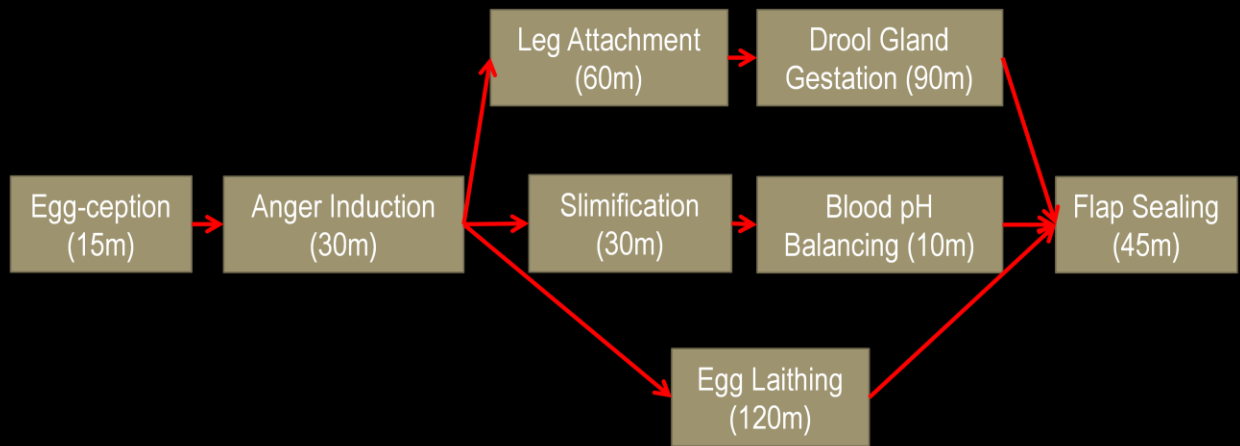 Leg Attachment
(60m)
Drool Gland
Gestation (90m)
Egg-ception
(15m)
Anger Induction
(30m)
Slimification
(30m)
Blood pH
Balancing (10m)
Flap Sealing
(45m)
Egg Laithing
(120m)